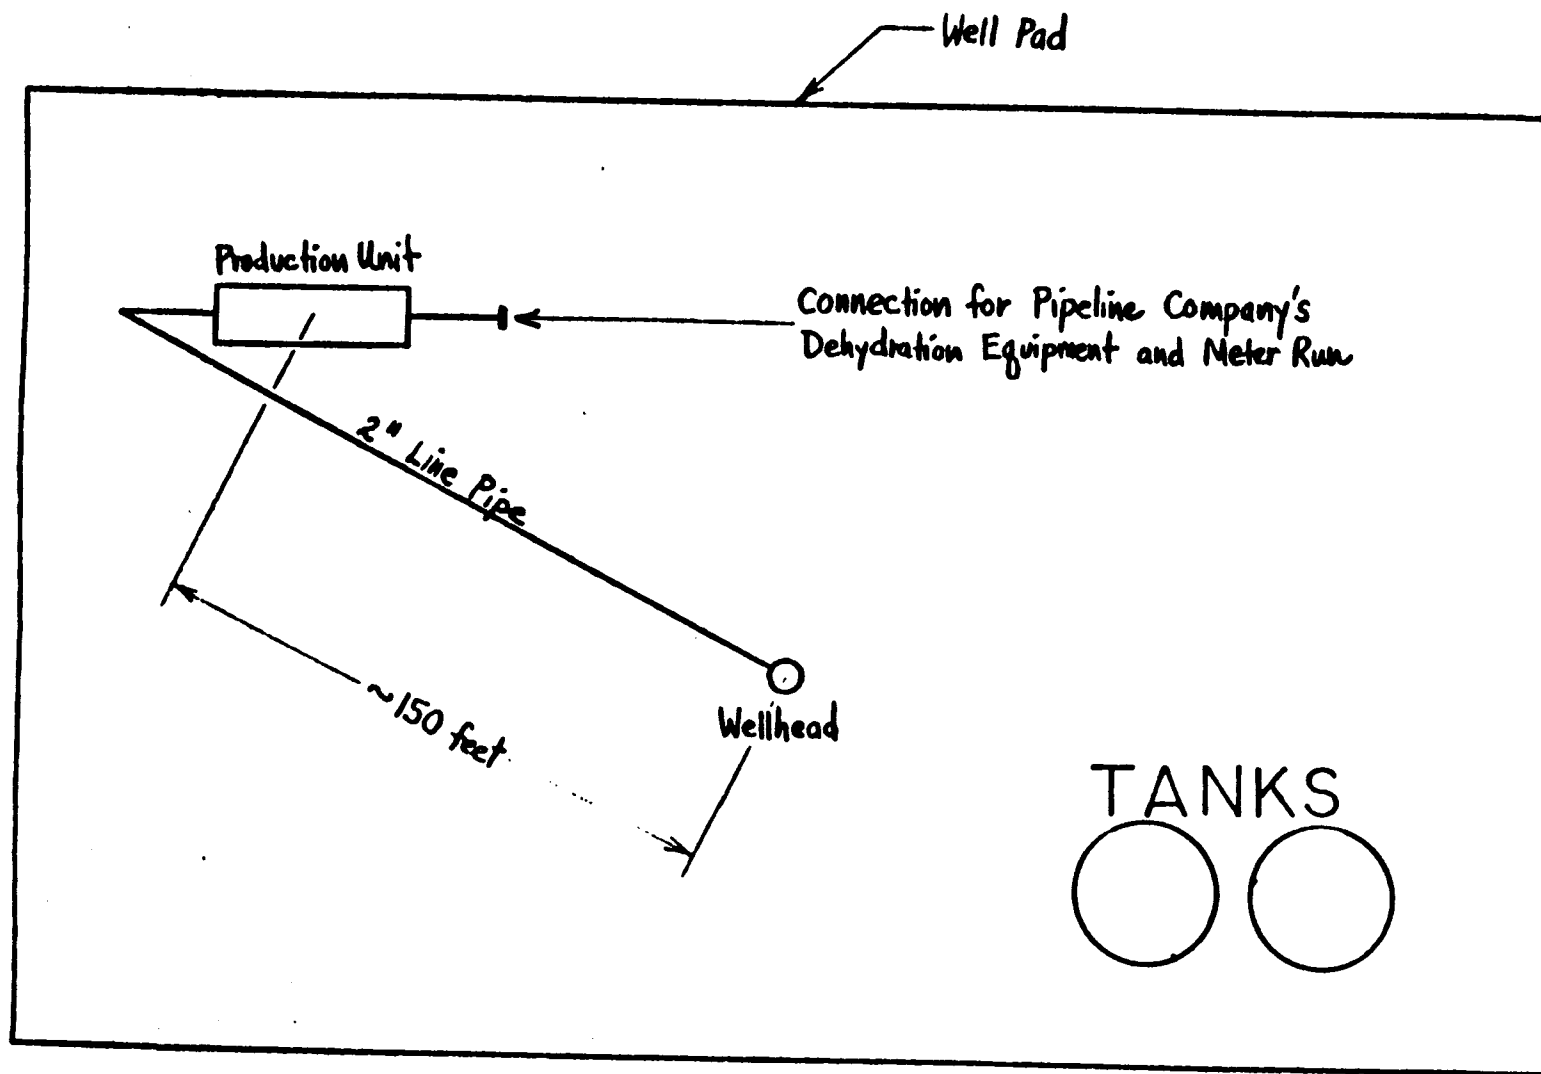 Well Pad
Production Unit
Connection for Pipeline Company's
Dehydration Equipment and Meter Run
2" Line Pipe
~150 feet
Wellhead
TANKS